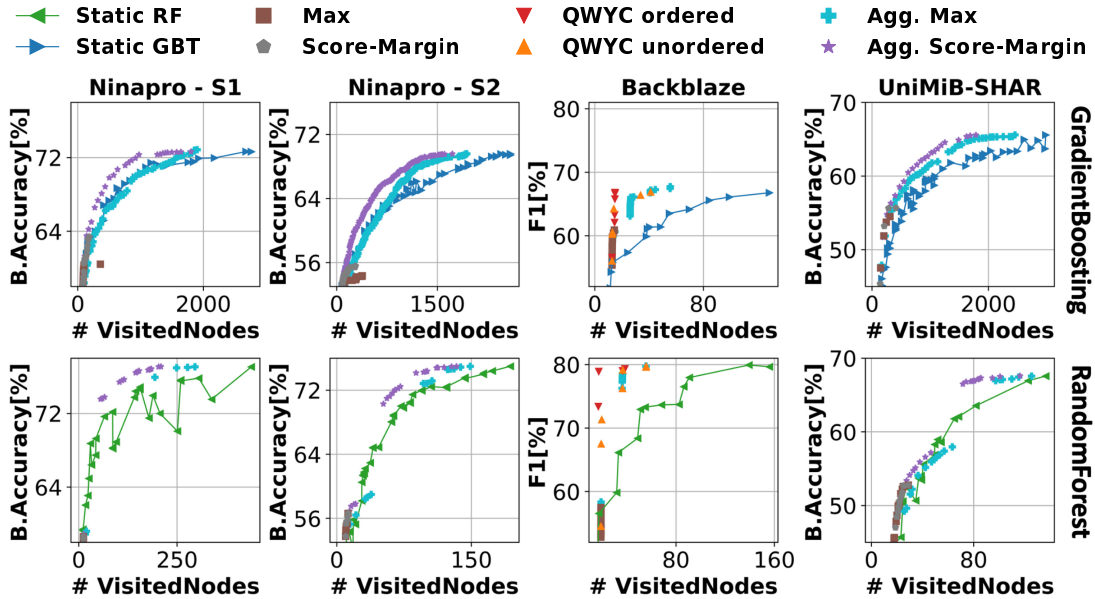 Static RF Max QWYC ordered Agg. Max
Static GBT Score-Margin QWYC unordered Agg. Score-Margin
Ninapro - S1 Ninapro - S2 Backblaze UniMiB-SHAR
B.Accuracy[%]
72
64
0 2000
# VisitedNodes
B.Accuracy[%]
72
64
56
0 1500
# VisitedNodes
F1[%]
80
70
60
0 80
# VisitedNodes
B.Accuracy[%]
70
60
50
0 2000
# VisitedNodes
GradientBoosting
B.Accuracy[%]
72
64
0 250
# VisitedNodes
B.Accuracy[%]
72
64
56
0 150
# VisitedNodes
F1[%]
80
70
60
80 160
# VisitedNodes
B.Accuracy[%]
70
60
50
0 80
# VisitedNodes
RandomForest